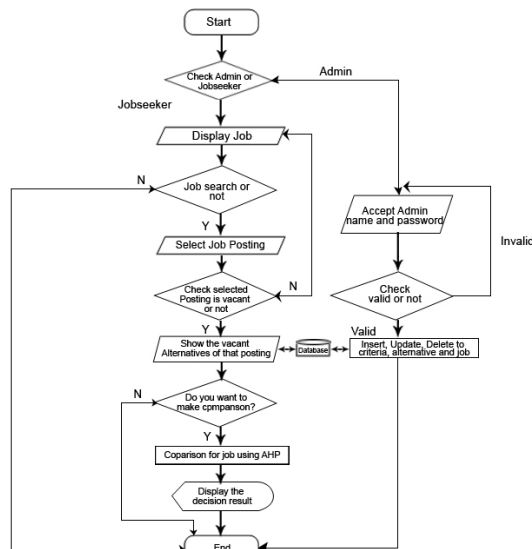 Start
Check Admin or
Jobseeker
Admin
Jobseeker
Display Job
N
Job search or
not
Accept Admin
name and password
Y
Invalid
Select Job Posting
Check selected
Posting is vacant
or not
N
Check
valid or not
Y
Valid
Show the vacant
Alternatives of that posting
Database
Insert, Update, Delete to
criteria, alternative and job
N
Do you want to
make cpmpanson?
Y
Coparison for job using AHP
Display the
decision result
End